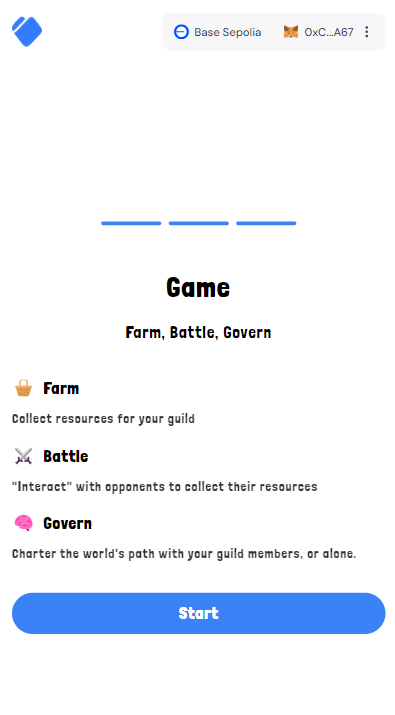 Base Sepolia
0xC...A67
Game
Farm, Battle, Govern
Farm
Collect resources for your guild
Battle
"Interact" with opponents to collect their resources
Govern
Charter the world's path with your guild members, or alone.
Start